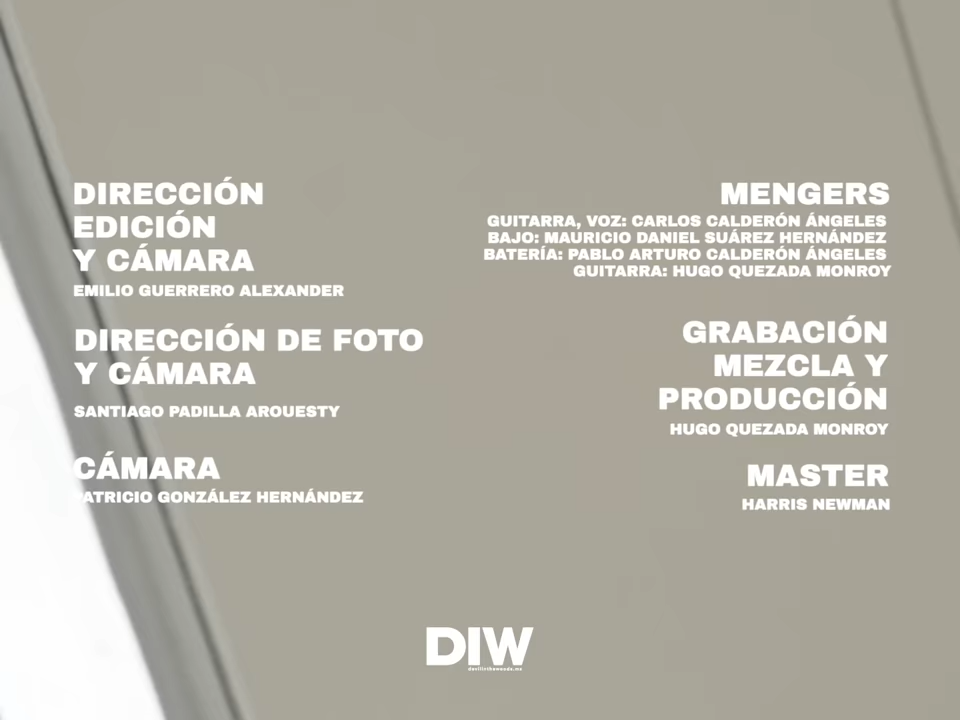 DIRECCIÓN
EDICIÓN
Y CÁMARA
EMILIO GUERRERO ALEXANDER
DIRECCIÓN DE FOTO
Y CÁMARA
SANTIAGO PADILLA AROUESTY
CÁMARA
PATRICIO GONZÁLEZ HERNÁNDEZ
MENGERS
GUITARRA, VOZ: CARLOS CALDERÓN ÁNGELES
BAJO: MAURICIO DANIEL SUÁREZ HERNÁNDEZ
BATERÍA: PABLO ARTURO CALDERÓN ÁNGELES
GUITARRA: HUGO QUEZADA MONROY
GRABACIÓN
MEZCLA Y
PRODUCCIÓN
HUGO QUEZADA MONROY
MASTER
HARRIS NEWMAN
DIW
devilinthewoods.mx